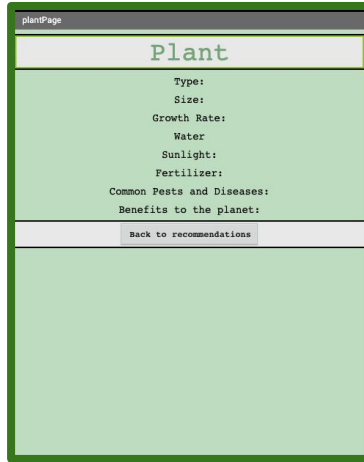 plantPage
Plant
Type:
Size:
Growth Rate:
Water
Sunlight:
Fertilizer:
Common Pests and Diseases:
Benefits to the planet:
Back to recommendations